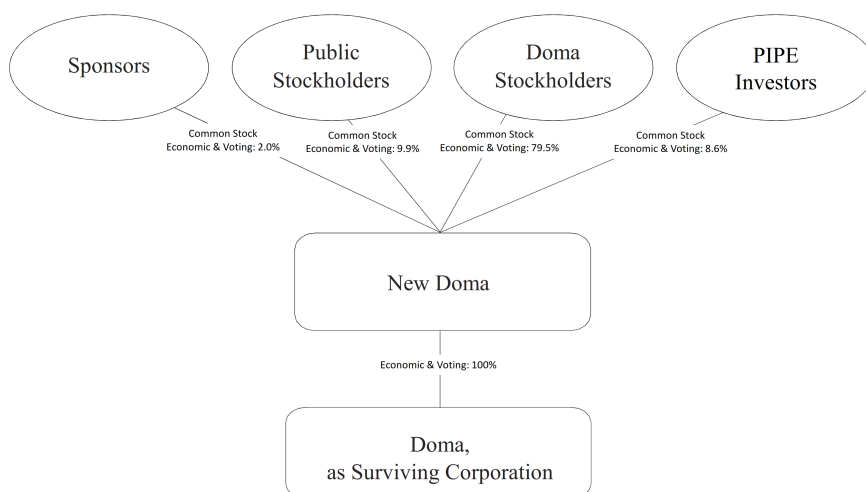 Sponsors
Public
Stockholders
Doma
Stockholders
PIPE
Investors
Common Stock
Economic & Voting: 2.0%
Common Stock
Economic & Voting: 9.9%
Common Stock
Economic & Voting: 79.5%
Common Stock
Economic & Voting: 8.6%
New Doma
Economic & Voting: 100%
Doma,
as Surviving Corporation